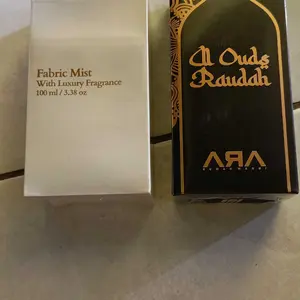 Fabric Mist
With Luxury Fragrance
100 ml / 3.38 oz
Al Ouds
Raudah
ARA